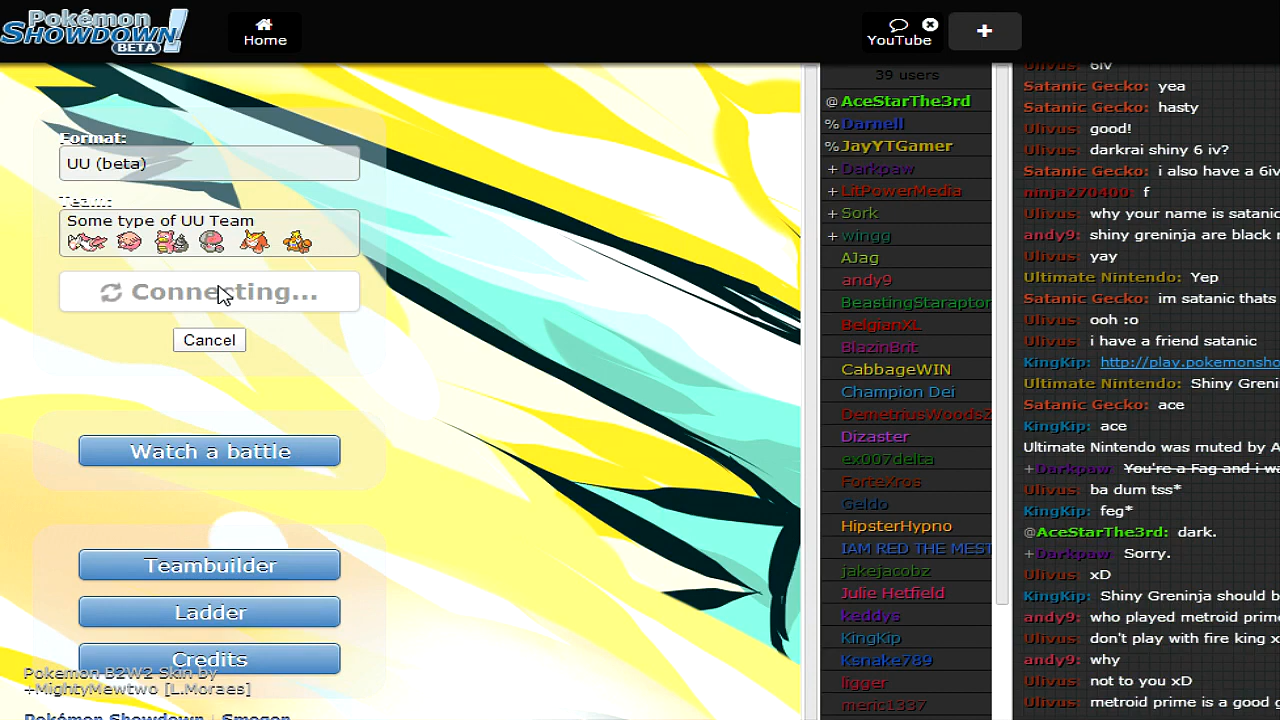 Pokémon
SHOWDOWN!
BETA
Home
YouTube
+
Format:
UU (beta)
Team:
Some type of UU Team
Connecting...
Cancel
Watch a battle
Teambuilder
Ladder
Credits
Pokemon B2W2 Skin by
+MightyMewtwo [L.Moraes]
Pokémon Showdown | Smogon
39 users
@AceStarThe3rd
%Darnell
%JayYTGamer
+Darkpaw
+LitPowerMedia
+Sork
+wingg
AJag
andy9
BeastingStaraptor
BelgianXL
BlazinBrit
CabbageWIN
Champion Dei
DemetriusWoods2
Dizaster
ex007delta
ForteXros
Geldo
HipsterHypno
IAM RED THE MEST
jakejacobz
Julie Hetfield
keddys
KingKip
Ksnake789
ligger
meric1337
Ulivus: 6iv
Satanic Gecko: yea
Satanic Gecko: hasty
Ulivus: good!
Ulivus: darkrai shiny 6 iv?
Satanic Gecko: i also have a 6iv
mnja270400: f
Ulivus: why your name is satanic
andy9: shiny greninja are black
Ulivus: yay
Ultimate Nintendo: Yep
Satanic Gecko: im satanic thats
Ulivus: ooh :o
Ulivus: i have a friend satanic
KingKip: http://play.pokemonsho
Ultimate Nintendo: Shiny Greni
Satanic Gecko: ace
KingKip: ace
Ultimate Nintendo was muted by A
+Darkpaw You're a Fag and i wa
Ulivus: ba dum tss*
KingKip: feg*
@AceStarThe3rd: dark.
+Darkpaw Sorry.
Ulivus: xD
KingKip: Shiny Greninja should b
andy9: who played metroid prime
Ulivus: don't play with fire king x
andy9: why
Ulivus: not to you xD
Ulivus: metroid prime is a good g